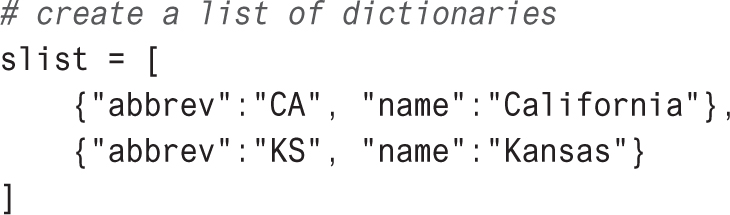 # create a list of dictionaries
slist = [
    {"abbrev":"CA", "name":"California"},
    {"abbrev":"KS", "name":"Kansas"}
]